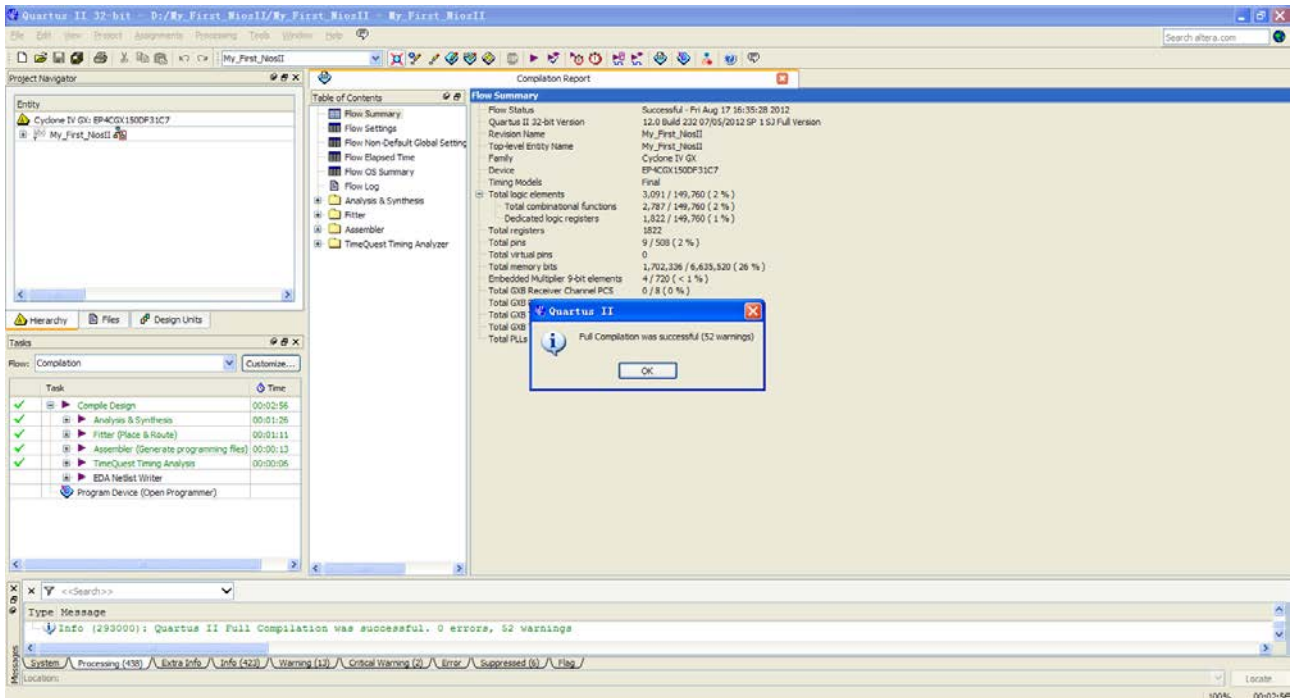 Quartus II 32-bit - D:/My_First_NiosII/My_First_NiosII - My_First_NiosII
File Edit View Project Assignments Processing Tools Window Help
Search altera.com
My_First_NiosII
Project Navigator
Entity
Cyclone IV GX: EP4CGX150DF31C7
My_First_NiosII
Hierarchy Files Design Units
Tasks
Flow: Compilation Customize...
Task Time
Compile Design 00:02:56
Analysis & Synthesis 00:01:26
Fitter (Place & Route) 00:01:11
Assembler (Generate programming files) 00:00:13
TimeQuest Timing Analysis 00:00:06
EDA Netlist Writer
Program Device (Open Programmer)
Compilation Report
Table of Contents
Flow Summary
Flow Settings
Flow Non-Default Global Setting
Flow Elapsed Time
Flow OS Summary
Flow Log
Analysis & Synthesis
Fitter
Assembler
TimeQuest Timing Analyzer
Flow Summary
Flow Status Successful - Fri Aug 17 16:35:28 2012
Quartus II 32-bit Version 12.0 Build 232 07/05/2012 SP 1 SJ Full Version
Revision Name My_First_NiosII
Top-level Entity Name My_First_NiosII
Family Cyclone IV GX
Device EP4CGX150DF31C7
Timing Models Final
Total logic elements 3,091 / 149,760 ( 2 % )
Total combinational functions 2,787 / 149,760 ( 2 % )
Dedicated logic registers 1,822 / 149,760 ( 1 % )
Total registers 1822
Total pins 9 / 508 ( 2 % )
Total virtual pins 0
Total memory bits 1,702,336 / 6,635,520 ( 26 % )
Embedded Multiplier 9-bit elements 4 / 720 ( < 1 % )
Total GXB Receiver Channel PCS 0 / 8 ( 0 % )
Total GXB
Total GXB
Total GXB
Total PLLs
Quartus II
Full Compilation was successful (52 warnings)
OK
<<Search>>
Type Message
Info (293000): Quartus II Full Compilation was successful. 0 errors, 52 warnings
System Processing (438) Extra Info Info (423) Warning (13) Critical Warning (2) Error Suppressed (6) Flag
Messages
Location: Locate
100% 00:02:56